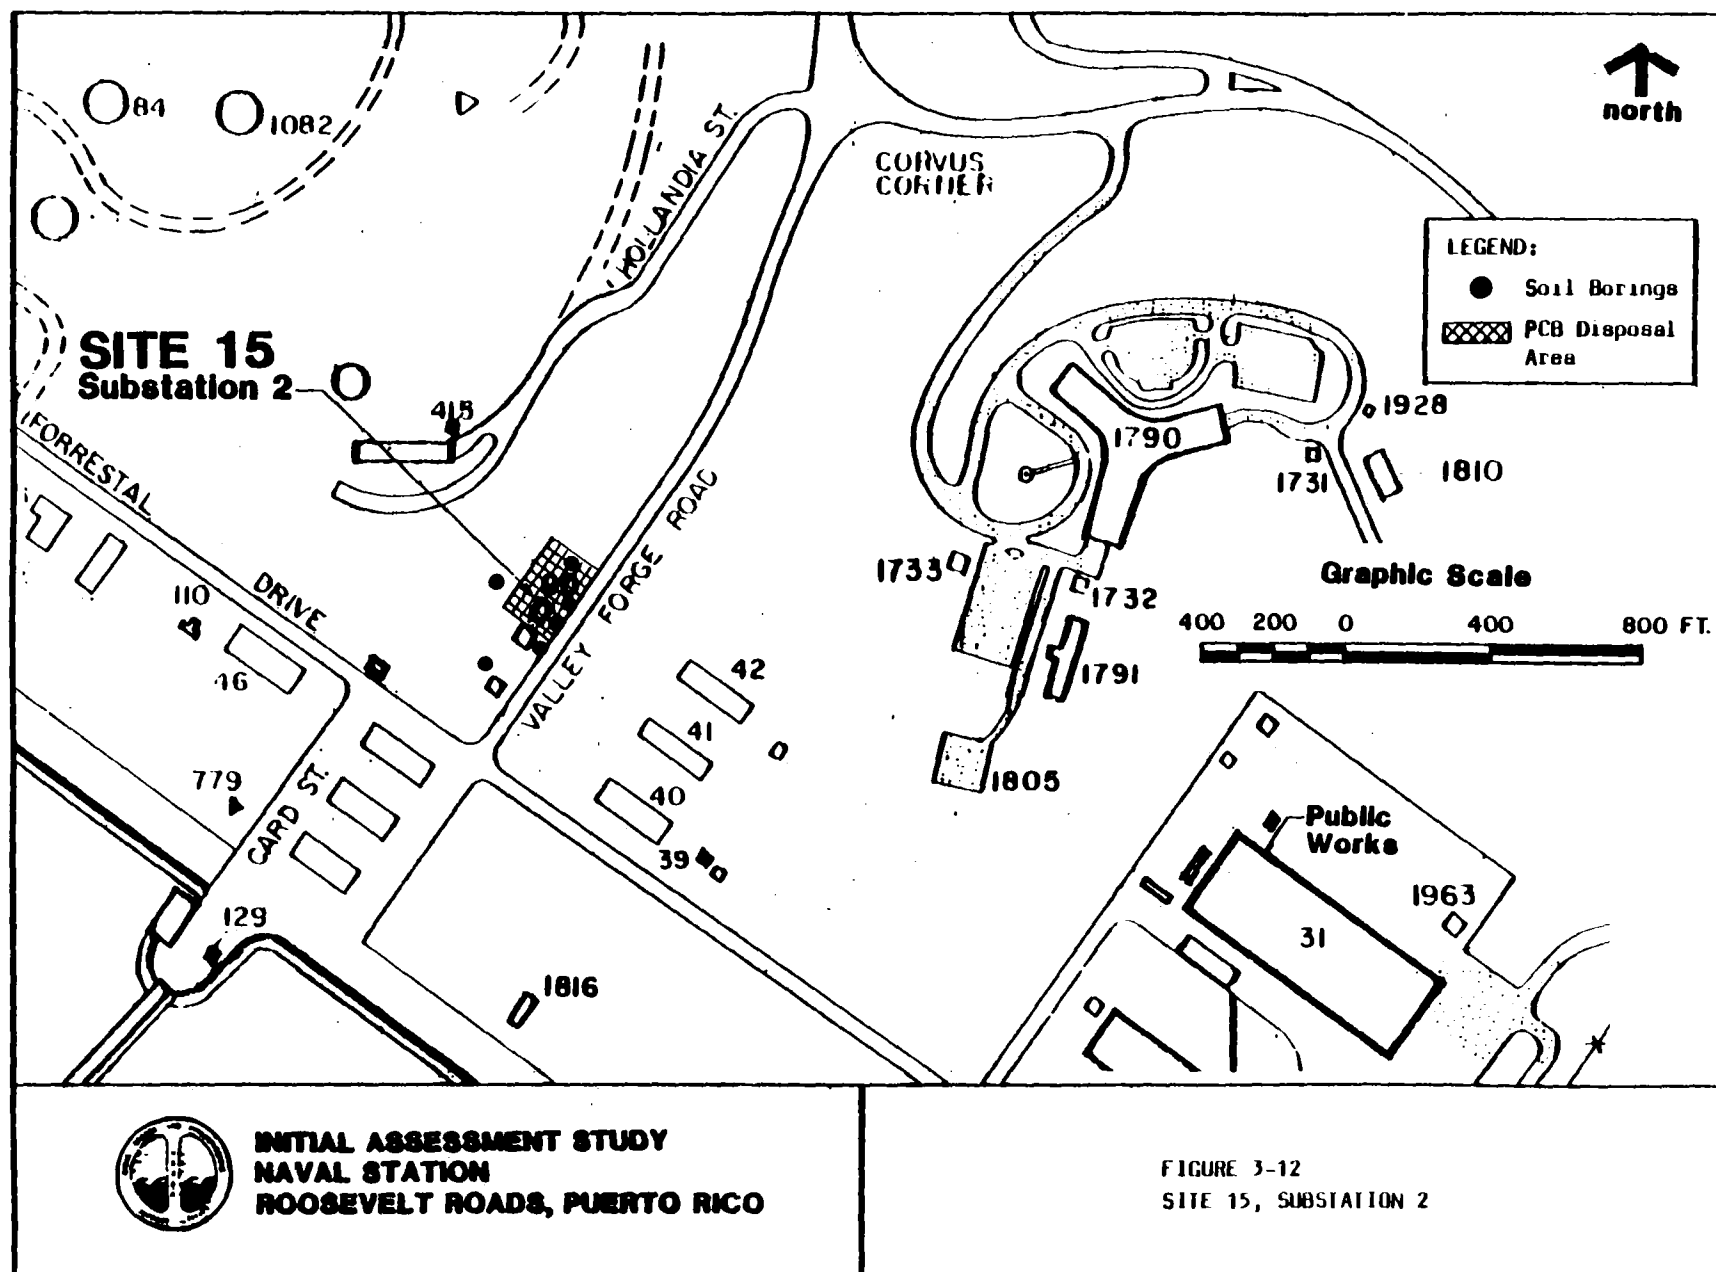 84
1082
HOLLANDIA ST.
CORVUS
CORNER
north
LEGEND:
Soil Borings
PCB Disposal
Area
SITE 15
Substation 2
415
FORRESTAL
DRIVE
VALLEY FORGE ROAD
1790
1928
1731
1810
1733
1732
Graphic Scale
400 200 0 400 800 FT.
110
46
42
41
40
39
1791
1805
779
CARD ST.
129
1816
Public
Works
1963
31
INITIAL ASSESSMENT STUDY
NAVAL STATION
ROOSEVELT ROADS, PUERTO RICO
FIGURE 3-12
SITE 15, SUBSTATION 2